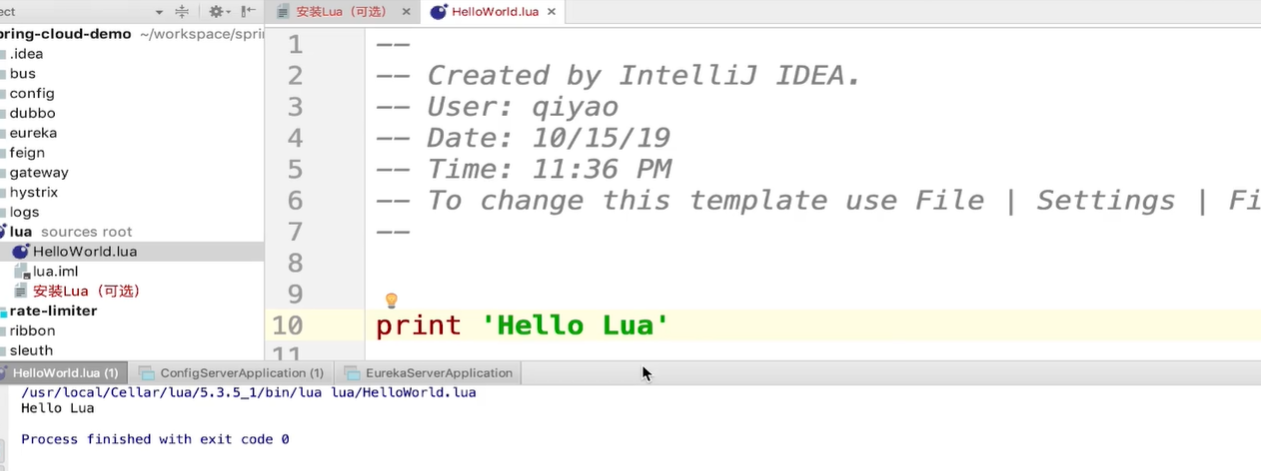 ect
安装Lua（可选） HelloWorld.lua
ring-cloud-demo ~/workspace/spri
.idea
bus
config
dubbo
eureka
feign
gateway
hystrix
logs
lua sources root
HelloWorld.lua
lua.iml
安装Lua（可选）
rate-limiter
ribbon
sleuth
1 --
2 -- Created by IntelliJ IDEA.
3 -- User: qiyao
4 -- Date: 10/15/19
5 -- Time: 11:36 PM
6 -- To change this template use File | Settings | Fi
7 --
8
9
10 print 'Hello Lua'
11
HelloWorld.lua (1) ConfigServerApplication (1) EurekaServerApplication
/usr/local/Cellar/lua/5.3.5_1/bin/lua lua/HelloWorld.lua
Hello Lua
Process finished with exit code 0